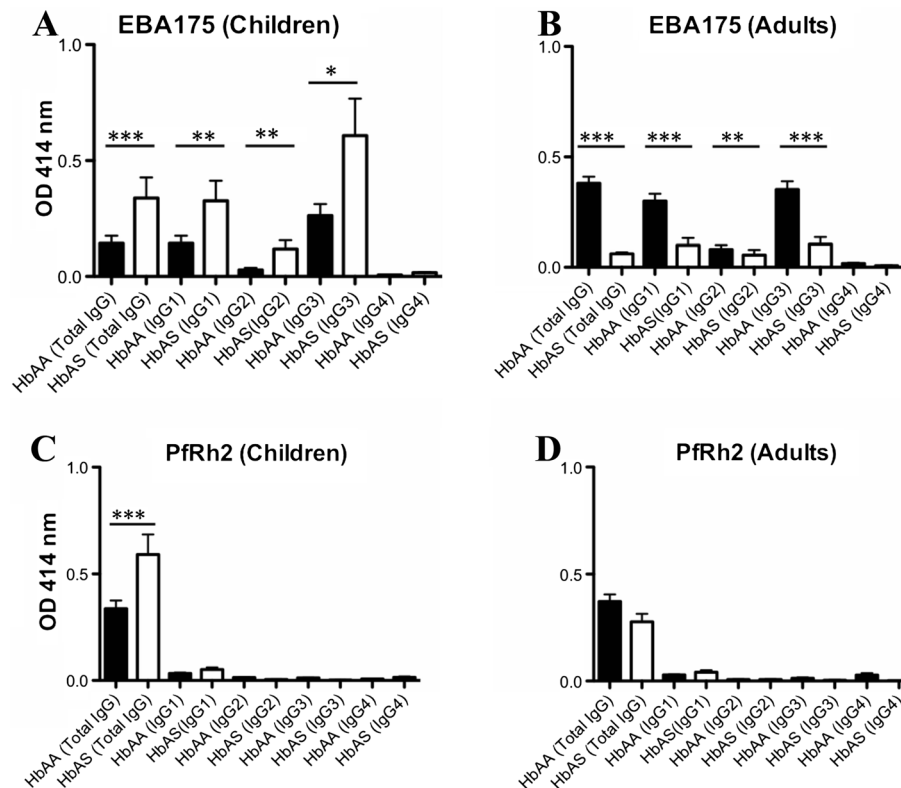 A
EBA175 (Children)
OD 414 nm
1.0
0.5
0.0
***
**
**
*
HbAA (Total IgG)
HbAS (Total IgG)
HbAA (IgG1)
HbAS (IgG1)
HbAA (IgG2)
HbAS(IgG2)
HbAA (IgG3)
HbAS (IgG3)
HbAA (IgG4)
HbAS (IgG4)
B
EBA175 (Adults)
1.0
0.5
0.0
***
***
**
***
HbAA (Total IgG)
HbAS (Total IgG)
HbAA (IgG1)
HbAS(IgG1)
HbAA (IgG2)
HbAS (IgG2)
HbAA (IgG3)
HbAS (IgG3)
HbAA (IgG4)
HbAS (IgG4)
C
PfRh2 (Children)
OD 414 nm
1.0
0.5
0.0
***
HbAA (Total IgG)
HbAS (Total IgG)
HbAA (IgG1)
HbAS(IgG1)
HbAA (IgG2)
HbAS (IgG2)
HbAA (IgG3)
HbAS (IgG3)
HbAA (IgG4)
HbAS (IgG4)
D
PfRh2 (Adults)
1.0
0.5
0.0
HbAA (Total IgG)
HbAS (Total IgG)
HbAA (IgG1)
HbAS(IgG1)
HbAA (IgG2)
HbAS (IgG2)
HbAA (IgG3)
HbAS (IgG3)
HbAA (IgG4)
HbAS (IgG4)